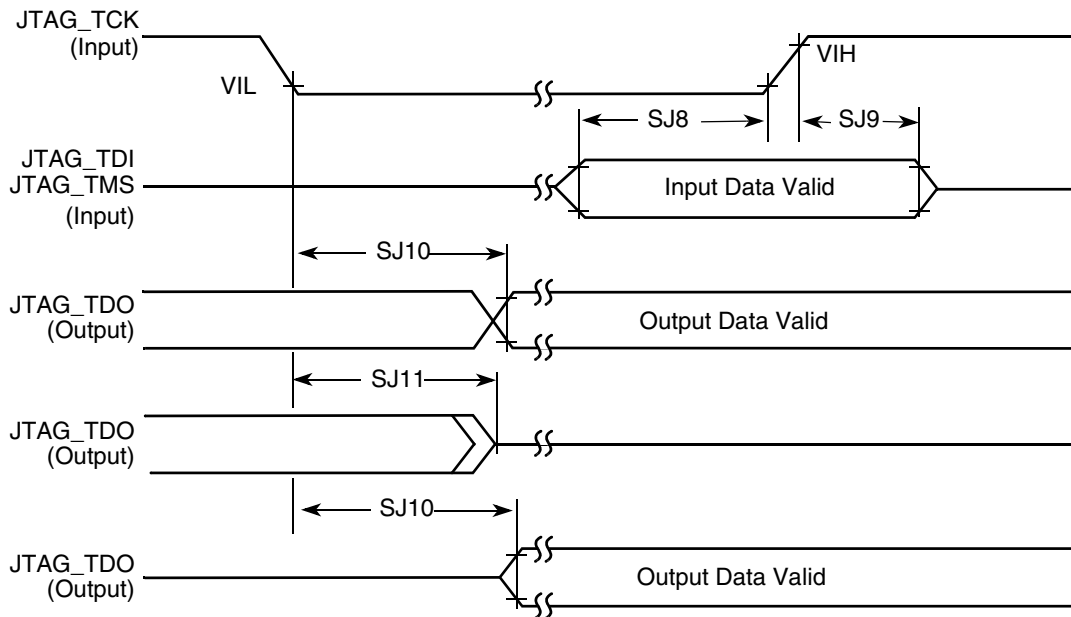 JTAG_TCK
(Input)
VIL
VIH
SJ8
SJ9
JTAG_TDI
JTAG_TMS
(Input)
Input Data Valid
SJ10
JTAG_TDO
(Output)
Output Data Valid
SJ11
JTAG_TDO
(Output)
SJ10
JTAG_TDO
(Output)
Output Data Valid